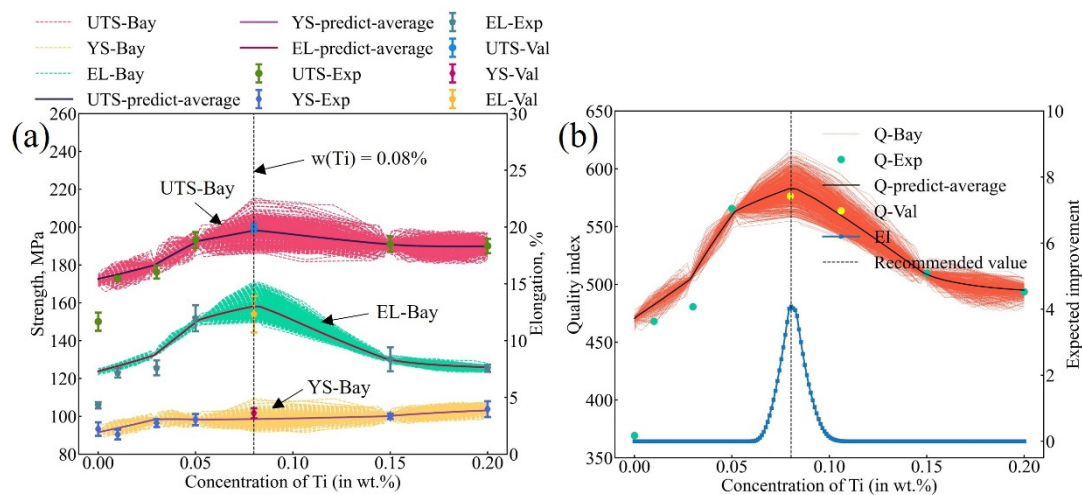 UTS-Bay YS-predict-average EL-Exp
YS-Bay EL-predict-average UTS-Val
EL-Bay UTS-Exp YS-Val
UTS-predict-average YS-Exp EL-Val
(a)
260 30
240 25
220 20
200
180 15
160
140 10
120
100 5
80 0
0.00 0.05 0.10 0.15 0.20
Strength, MPa
Elongation, %
Concentration of Ti (in wt.%)
w(Ti) = 0.08%
UTS-Bay
EL-Bay
YS-Bay
(b)
650 10
600 8
550 6
500 4
450
400 2
350 0
0.00 0.05 0.10 0.15 0.20
Quality index
Expected improvement
Concentration of Ti (in wt.%)
Q-Bay
Q-Exp
Q-predict-average
Q-Val
EI
Recommended value